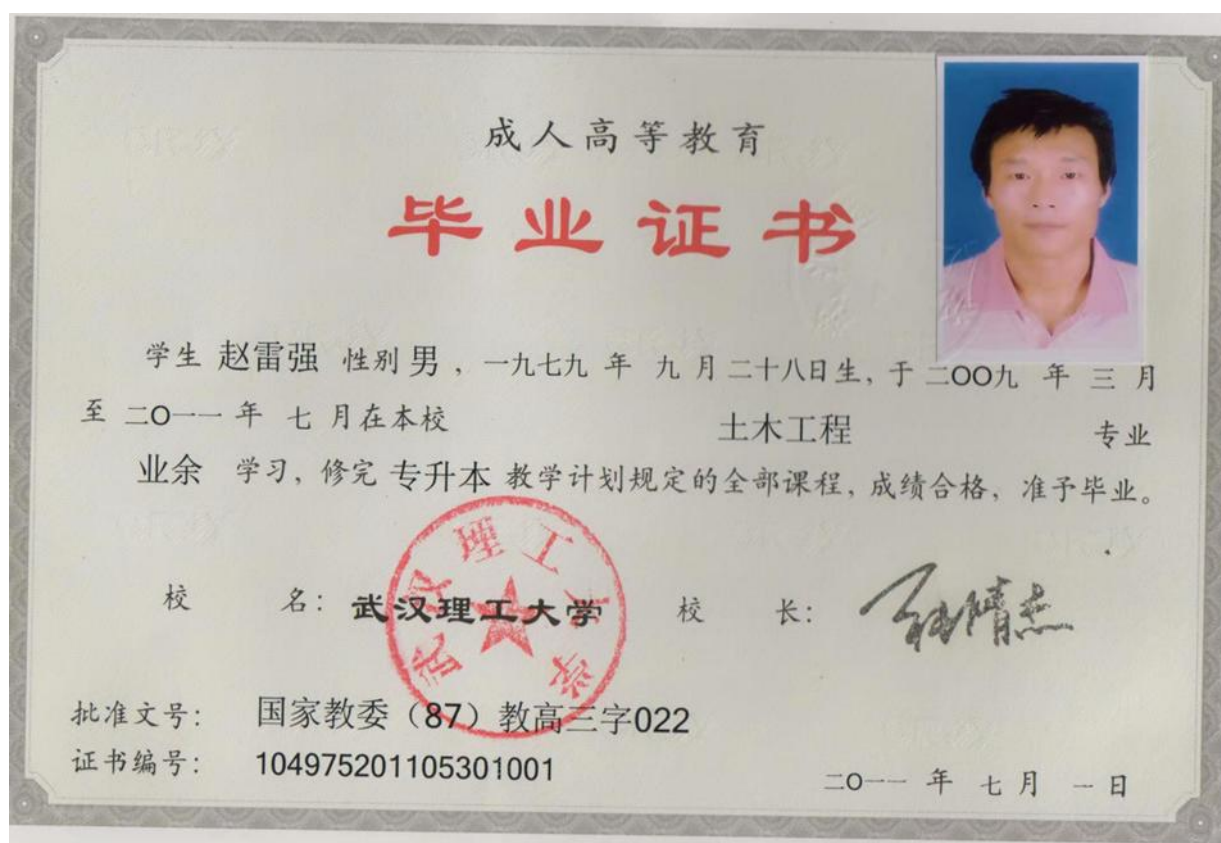 成人高等教育
毕业证书
学生 赵雷强 性别 男，一九七九 年 九 月 二十八日生，于 二OO九 年 三 月
至 二O一一 年 七 月在本校 土木工程 专业
业余 学习，修完 专升本 教学计划规定的全部课程，成绩合格，准予毕业。
校 名：武汉理工大学 校 长：
武汉理工大学
批准文号： 国家教委（87）教高三字022
证书编号： 104975201105301001
二O一一 年 七 月 一 日